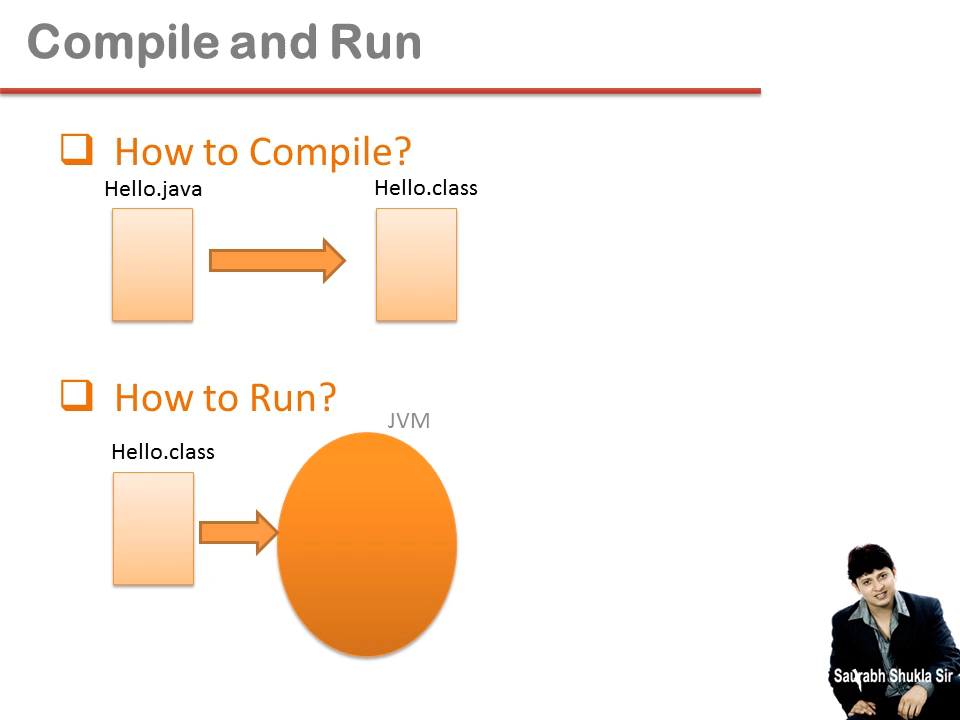 Compile and Run
How to Compile?
Hello.java
Hello.class
How to Run?
JVM
Hello.class
Saurabh Shukla Sir